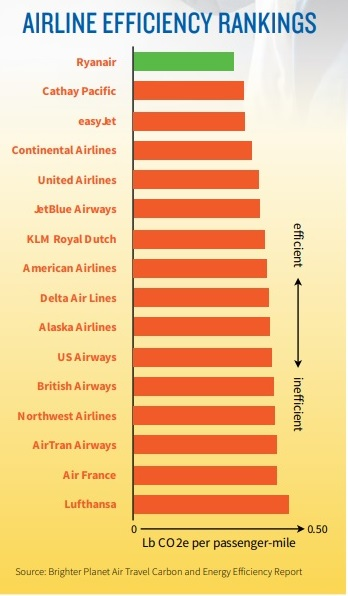 AIRLINE EFFICIENCY RANKINGS
Ryanair
Cathay Pacific
easyJet
Continental Airlines
United Airlines
JetBlue Airways
KLM Royal Dutch
American Airlines
Delta Air Lines
Alaska Airlines
US Airways
British Airways
Northwest Airlines
AirTran Airways
Air France
Lufthansa
efficient
inefficient
0 0.50
Lb CO2e per passenger-mile
Source: Brighter Planet Air Travel Carbon and Energy Efficiency Report